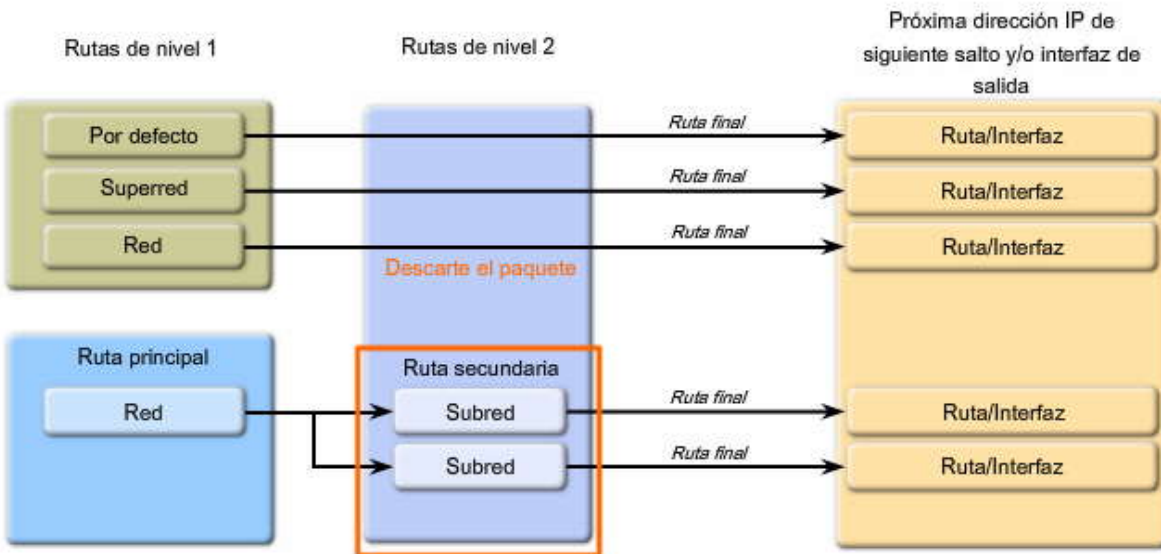 Rutas de nivel 1
Rutas de nivel 2
Próxima dirección IP de
siguiente salto y/o interfaz de
salida
Por defecto
Ruta final
Ruta/Interfaz
Superred
Ruta final
Ruta/Interfaz
Red
Ruta final
Ruta/Interfaz
Descarte el paquete
Ruta principal
Ruta secundaria
Red
Subred
Ruta final
Ruta/Interfaz
Subred
Ruta final
Ruta/Interfaz